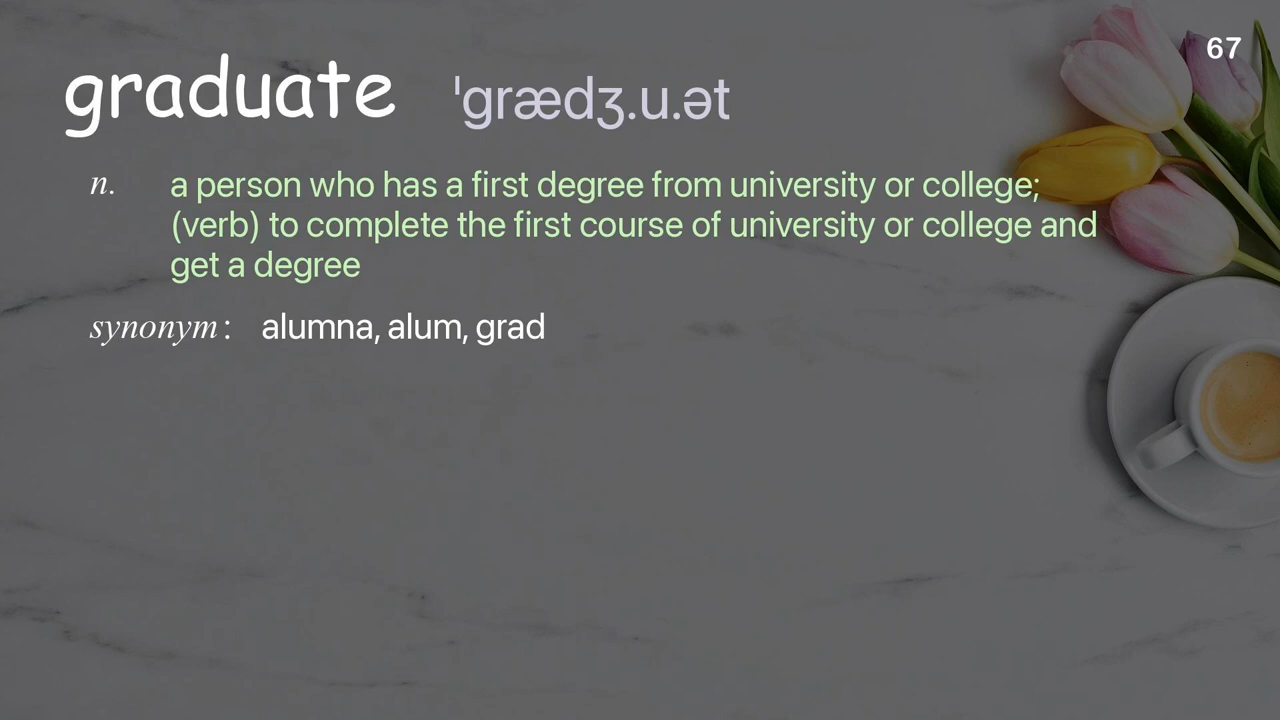 67
graduate ˈɡrædʒ.u.ət
n. a person who has a first degree from university or college;
(verb) to complete the first course of university or college and
get a degree
synonym: alumna, alum, grad